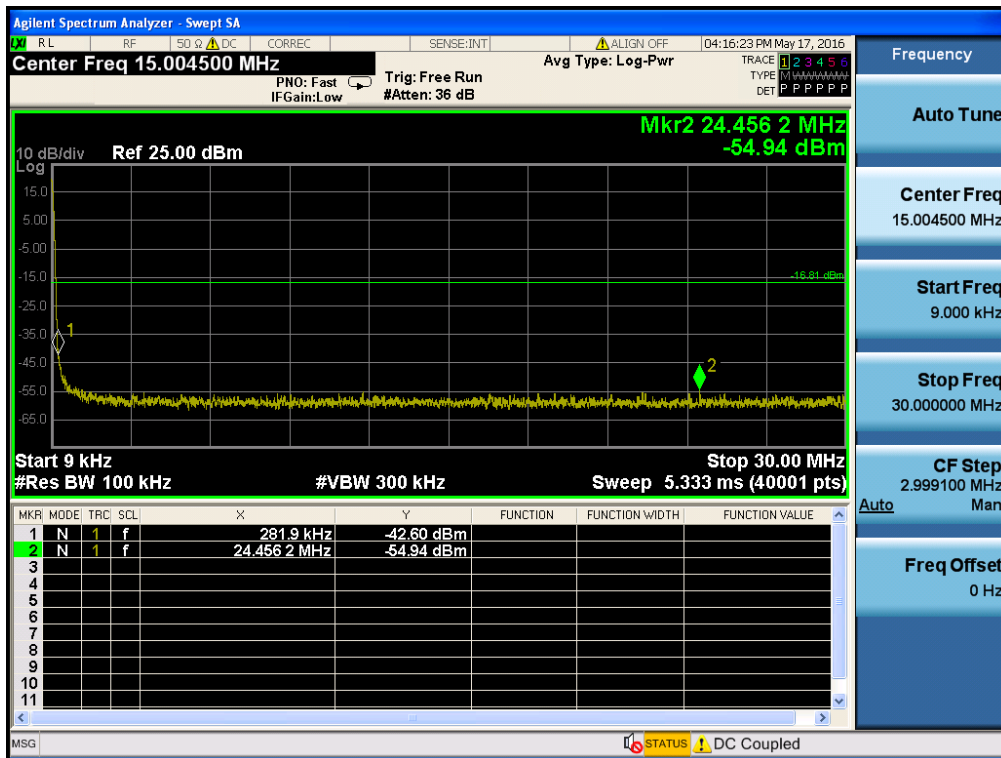 Agilent Spectrum Analyzer - Swept SA
LXI RL RF 50 Ω DC CORREC SENSE:INT ALIGN OFF 04:16:23 PM May 17, 2016
Center Freq 15.004500 MHz
PNO: Fast
IFGain:Low
Trig: Free Run
#Atten: 36 dB
Avg Type: Log-Pwr
TRACE 1 2 3 4 5 6
TYPE M W W W W W
DET P P P P P P
Mkr2 24.456 2 MHz
-54.94 dBm
10 dB/div Ref 25.00 dBm
Log
15.0
5.00
-5.00
-15.0
-16.81 dBm
-25.0
-35.0
1
-45.0
2
-55.0
-65.0
Start 9 kHz Stop 30.00 MHz
#Res BW 100 kHz #VBW 300 kHz Sweep 5.333 ms (40001 pts)
MKR MODE TRC SCL X Y FUNCTION FUNCTION WIDTH FUNCTION VALUE
1 N 1 f 281.9 kHz -42.60 dBm
2 N 1 f 24.456 2 MHz -54.94 dBm
3
4
5
6
7
8
9
10
11
MSG STATUS DC Coupled
Frequency
Auto Tune
Center Freq
15.004500 MHz
Start Freq
9.000 kHz
Stop Freq
30.000000 MHz
CF Step
2.999100 MHz
Auto Man
Freq Offset
0 Hz